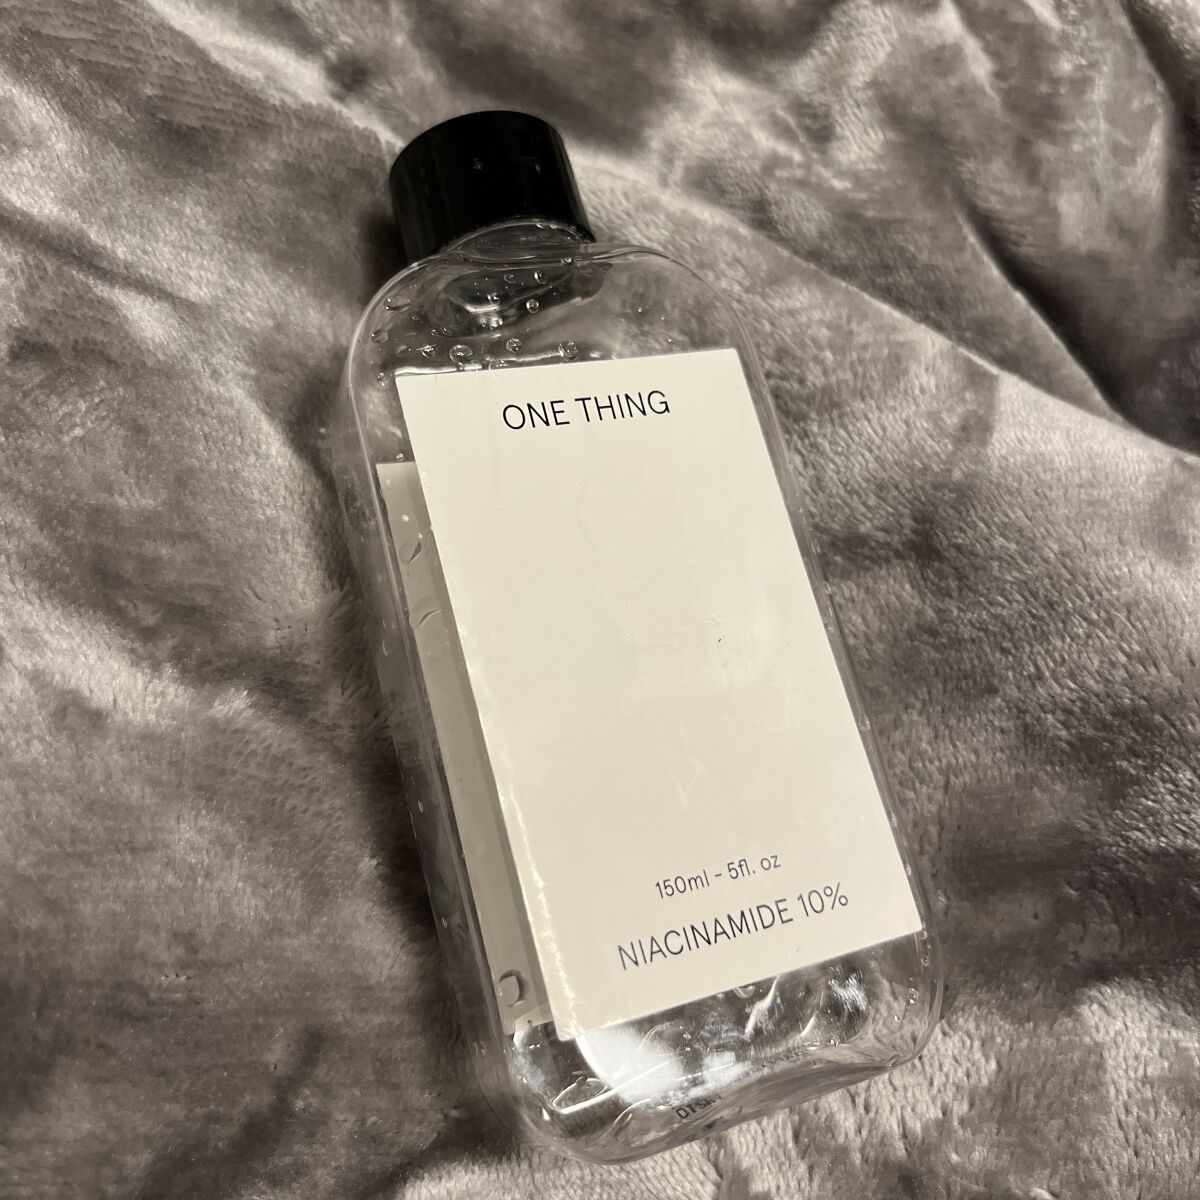 ONE THING
150ml - 5fl. oz
NIACINAMIDE 10%